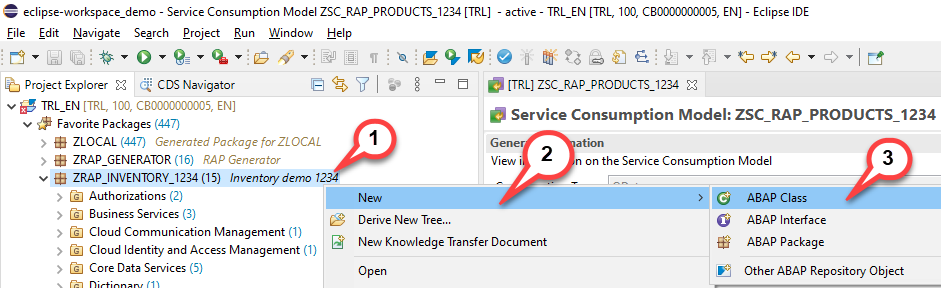 eclipse-workspace_demo - Service Consumption Model ZSC_RAP_PRODUCTS_1234 [TRL] - active - TRL_EN [TRL, 100, CB0000000005, EN] - Eclipse IDE
File Edit Navigate Search Project Run Window Help
Project Explorer CDS Navigator
[TRL] ZSC_RAP_PRODUCTS_1234
TRL_EN [TRL, 100, CB0000000005, EN]
Service Consumption Model: ZSC_RAP_PRODUCTS_1234
Favorite Packages (447)
1
ZLOCAL (447) Generated Package for ZLOCAL
2
General Information
3
ZRAP_GENERATOR (16) RAP Generator
View information on the Service Consumption Model
ZRAP_INVENTORY_1234 (15) Inventory demo 1234
Authorizations (2)
New
ABAP Class
Business Services (3)
Derive New Tree...
ABAP Interface
Cloud Communication Management (1)
New Knowledge Transfer Document
ABAP Package
Cloud Identity and Access Management (1)
Core Data Services (5)
Open
Other ABAP Repository Object
Dictionary (1)